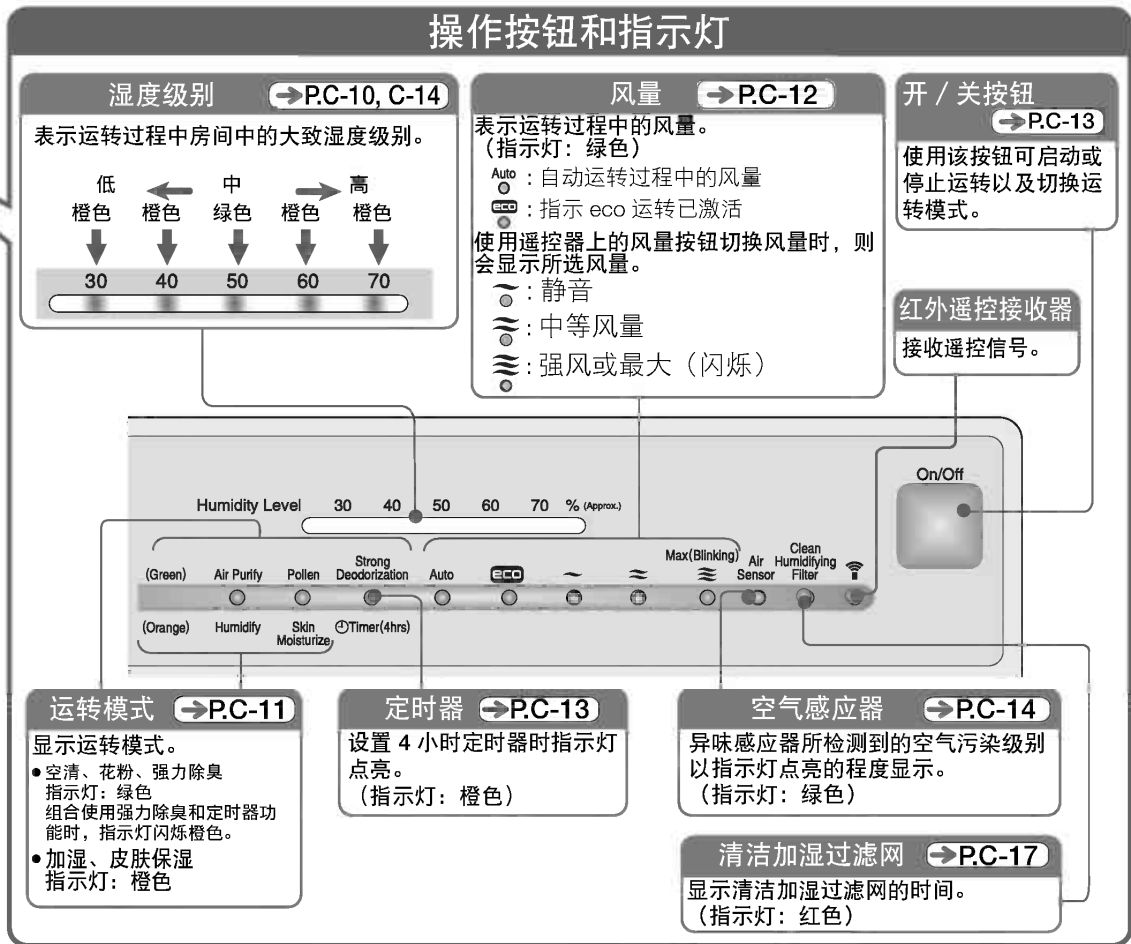 操作按钮和指示灯
湿度级别 →P.C-10, C-14
表示运转过程中房间中的大致湿度级别。
低 中 高
橙色 橙色 绿色 橙色 橙色
30 40 50 60 70
风量 →P.C-12
表示运转过程中的风量。
（指示灯：绿色）
Auto：自动运转过程中的风量
eco：指示 eco 运转已激活
使用遥控器上的风量按钮切换风量时，则
会显示所选风量。
：静音
：中等风量
：强风或最大（闪烁）
开 / 关按钮
→P.C-13
使用该按钮可启动或
停止运转以及切换运
转模式。
红外遥控接收器
接收遥控信号。
On/Off
Humidity Level 30 40 50 60 70 % (Approx.)
(Green) Air Purify Pollen Strong
Deodorization Auto eco Max(Blinking) Air
Sensor Clean
Humidifying
Filter
(Orange) Humidify Skin
Moisturize Timer(4hrs)
运转模式 →P.C-11
显示运转模式。
●空清、花粉、强力除臭
指示灯：绿色
组合使用强力除臭和定时器功
能时，指示灯闪烁橙色。
●加湿、皮肤保湿
指示灯：橙色
定时器 →P.C-13
设置 4 小时定时器时指示灯
点亮。
（指示灯：橙色）
空气感应器 →P.C-14
异味感应器所检测到的空气污染级别
以指示灯点亮的程度显示。
（指示灯：绿色）
清洁加湿过滤网 →P.C-17
显示清洁加湿过滤网的时间。
（指示灯：红色）